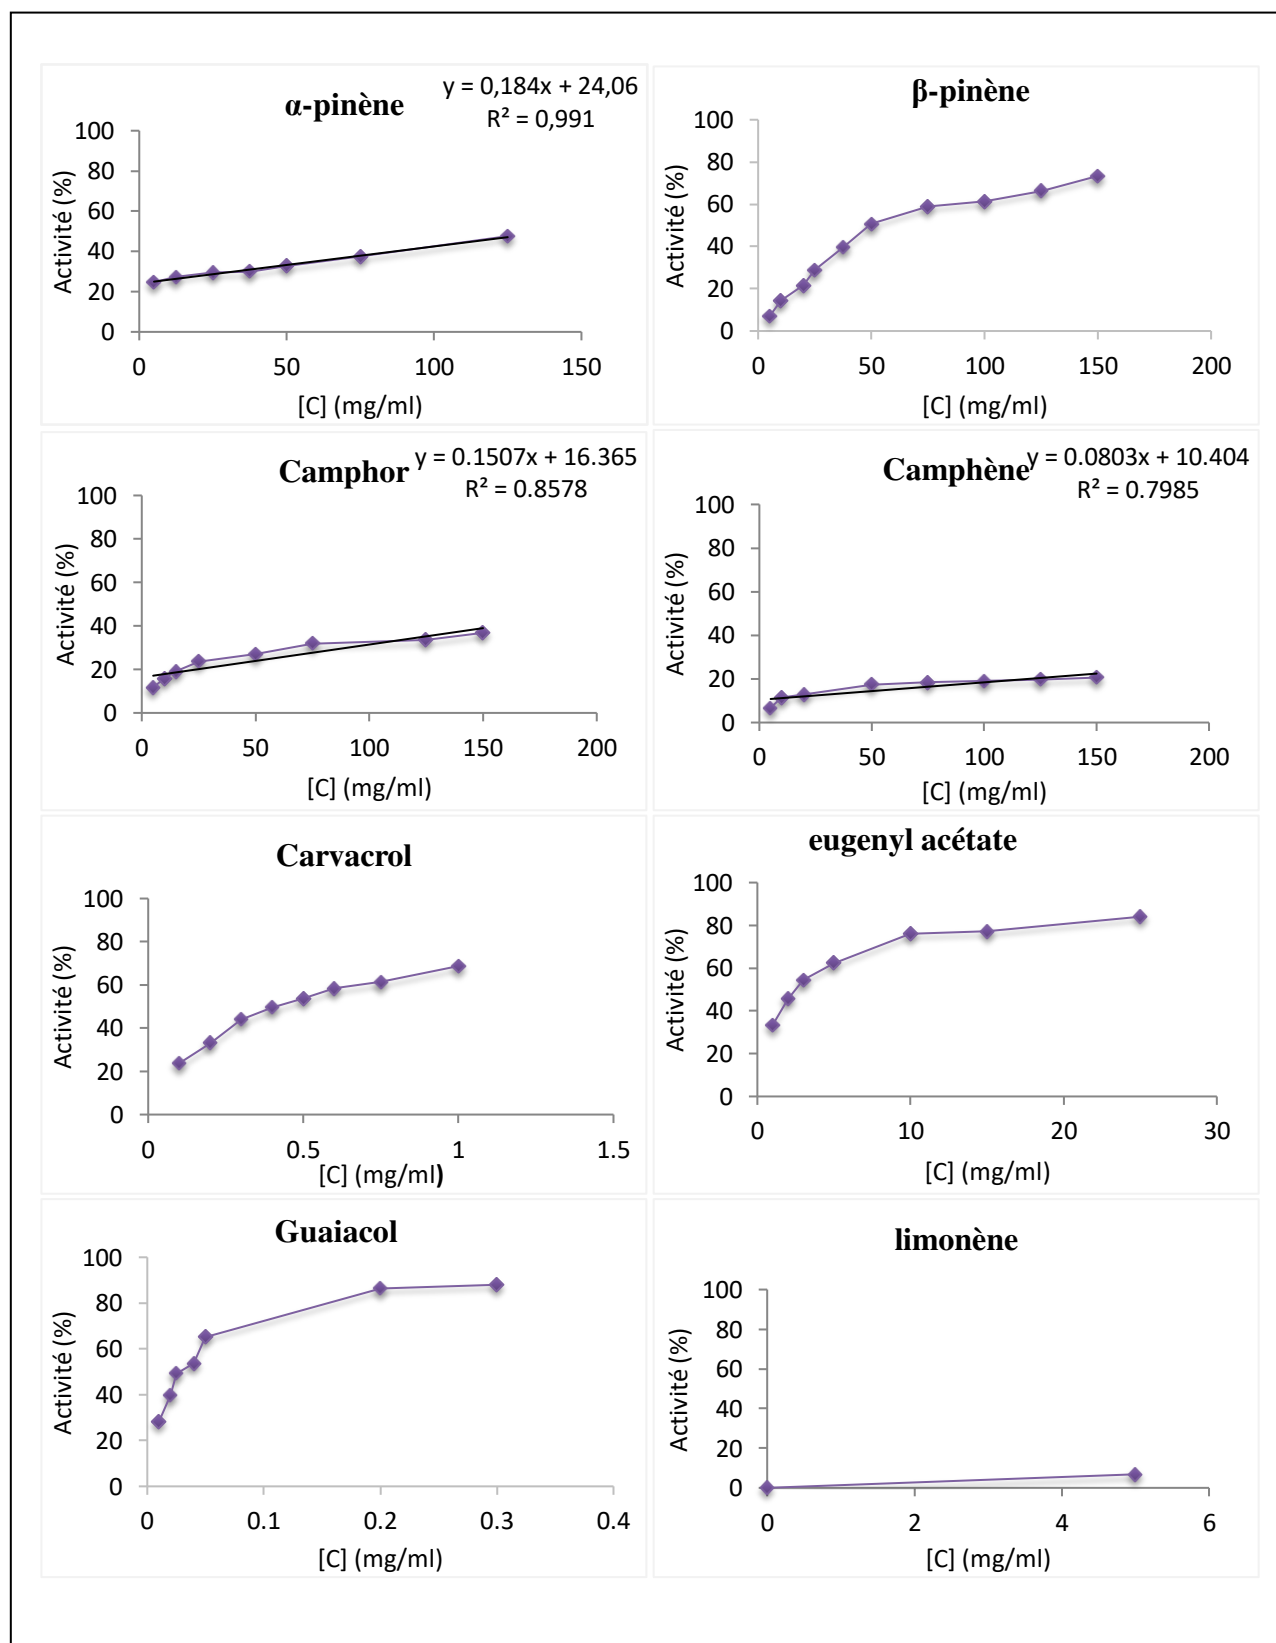 α-pinène
y = 0,184x + 24,06
R² = 0,991
100
80
60
40
20
0
Activité (%)
0 50 100 150
[C] (mg/ml)
β-pinène
100
80
60
40
20
0
Activité (%)
0 50 100 150 200
[C] (mg/ml)
Camphor
y = 0.1507x + 16.365
R² = 0.8578
100
80
60
40
20
0
Activité (%)
0 50 100 150 200
[C] (mg/ml)
Camphène
y = 0.0803x + 10.404
R² = 0.7985
100
80
60
40
20
0
Activité (%)
0 50 100 150 200
[C] (mg/ml)
Carvacrol
100
80
60
40
20
0
Activité (%)
0 0.5 1 1.5
[C] (mg/ml)
eugenyl acétate
100
80
60
40
20
0
Activité (%)
0 10 20 30
[C] (mg/ml)
Guaiacol
100
80
60
40
20
0
Activité (%)
0 0.1 0.2 0.3 0.4
[C] (mg/ml)
limonène
100
80
60
40
20
0
Activité (%)
0 2 4 6
[C] (mg/ml)